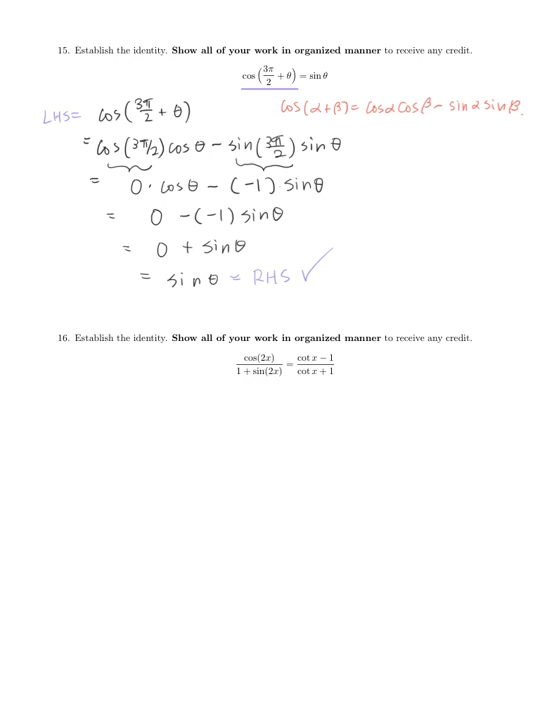 15. Establish the identity. Show all of your work in organized manner to receive any credit.
cos(3π/2 + θ) = sin θ
LHS= cos(3π/2 + θ)
cos(α+β)= cosα cosβ − sinα sinβ.
= cos(3π/2) cos θ − sin(3π/2) sin θ
= 0 · cos θ − (−1) · sin θ
= 0 − (−1) sin θ
= 0 + sin θ
= sin θ = RHS ✓
16. Establish the identity. Show all of your work in organized manner to receive any credit.
cos(2x) / (1 + sin(2x)) = (cot x − 1) / (cot x + 1)